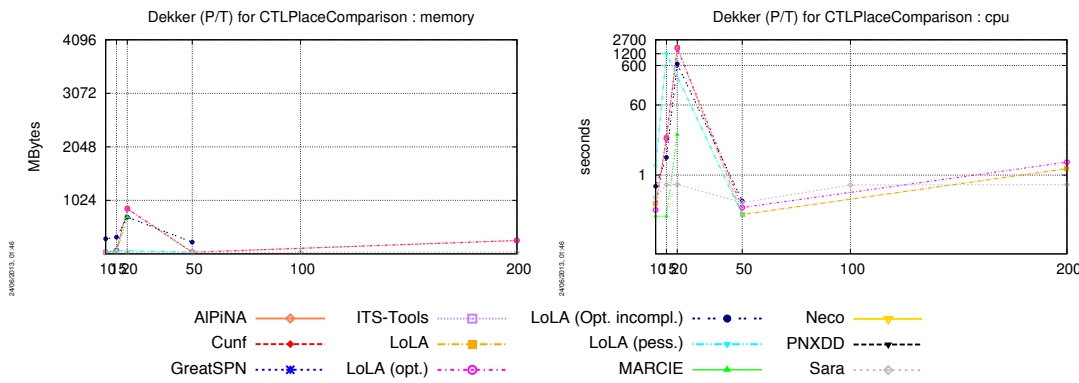 Dekker (P/T) for CTLPlaceComparison : memory
4096
3072
2048
1024
MBytes
10 15 20 50 100 200
24/06/2013, 01:46
Dekker (P/T) for CTLPlaceComparison : cpu
2700
1200
600
60
1
seconds
10 15 20 50 100 200
24/06/2013, 01:46
AlPiNA
Cunf
GreatSPN
ITS-Tools
LoLA
LoLA (opt.)
LoLA (Opt. incompl.)
LoLA (pess.)
MARCIE
Neco
PNXDD
Sara